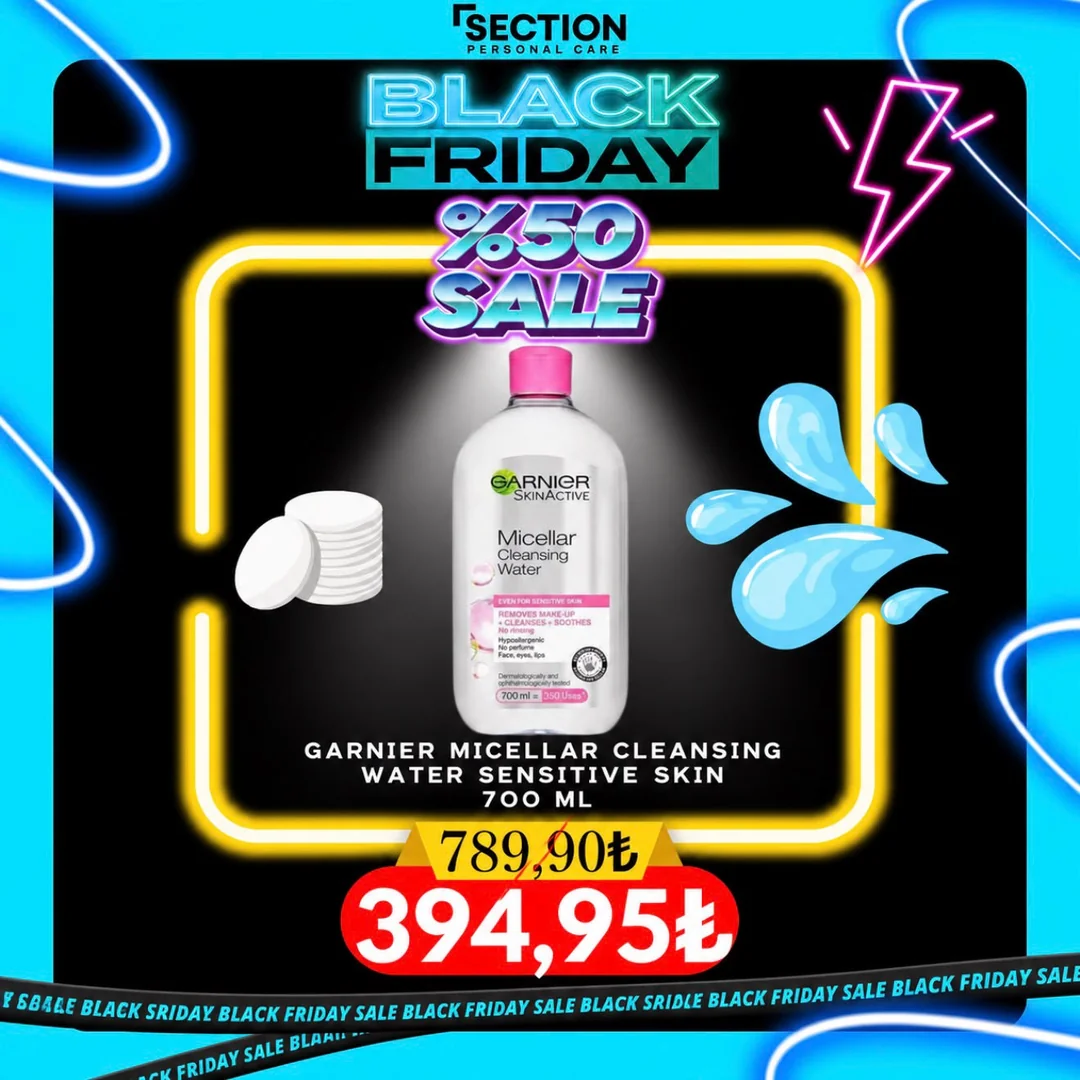 SECTION
PERSONAL CARE
BLACK
FRIDAY
%50
SALE
GARNIER
SKINACTIVE
Micellar
Cleansing
Water
EVEN FOR SENSITIVE SKIN
REMOVES MAKE-UP
+ CLEANSES + SOOTHES
No rinsing
Hypoallergenic
No perfume
Face, eyes, lips
Dermatologically and
ophthalmologically tested
700 ml = 350 Uses*
GARNIER MICELLAR CLEANSING
WATER SENSITIVE SKIN
700 ML
789,90₺
394,95₺
BLACK SRIDAY BLACK FRIDAY SALE BLACK FRIDAY SALE BLACK SRIDLE BLACK FRIDAY SALE BLACK FRIDAY SALE
FRIDAY SALE